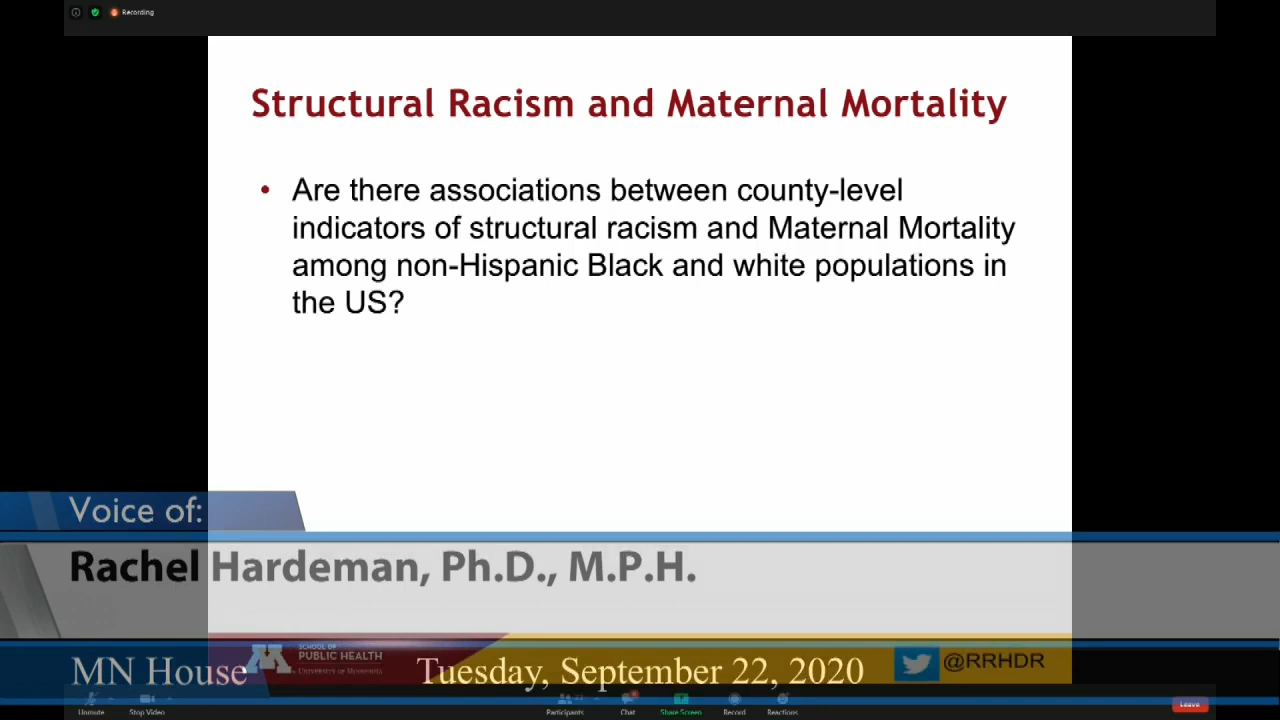 Recording
Structural Racism and Maternal Mortality
• Are there associations between county-level
indicators of structural racism and Maternal Mortality
among non-Hispanic Black and white populations in
the US?
Voice of:
Rachel Hardeman, Ph.D., M.P.H.
SCHOOL OF
PUBLIC HEALTH
UNIVERSITY OF MINNESOTA
MN House
Tuesday, September 22, 2020
@RRHDR
Unmute Stop Video Participants Chat Share Screen Record Reactions Leave